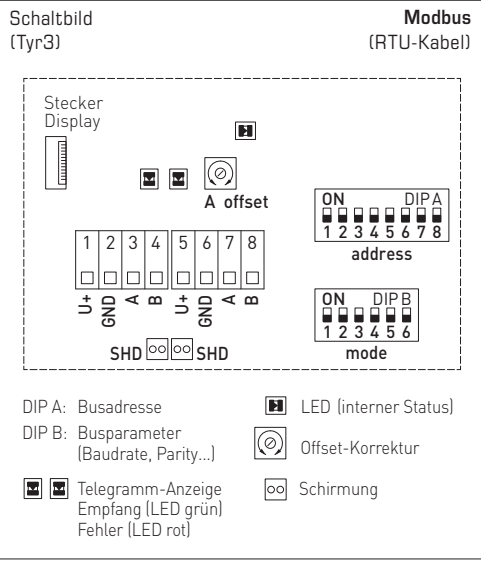 Schaltbild
(Tyr3)
Modbus
(RTU-Kabel)
Stecker
Display
A offset
ON DIP A
1 2 3 4 5 6 7 8
address
1 2 3 4 5 6 7 8
U+ GND A B U+ GND A B
ON DIP B
1 2 3 4 5 6
mode
SHD SHD
DIP A: Busadresse
DIP B: Busparameter
(Baudrate, Parity...)
Telegramm-Anzeige
Empfang (LED grün)
Fehler (LED rot)
LED (interner Status)
Offset-Korrektur
Schirmung